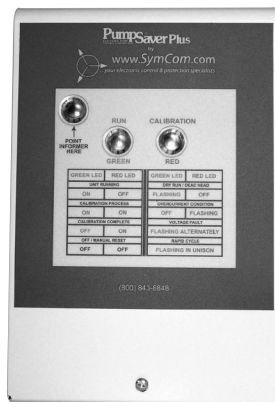 PumpSaver Plus
by
www.SymCom.com
... your electronic control & protection specialists
POINT
INFORMER
HERE
RUN
GREEN
CALIBRATION
RED
GREEN LED RED LED
UNIT RUNNING
ON OFF
CALIBRATION PROCESS
ON ON
CALIBRATION COMPLETE
OFF ON
OFF / MANUAL RESET
OFF OFF
GREEN LED RED LED
DRY RUN / DEAD HEAD
FLASHING OFF
OVERCURRENT CONDITION
OFF FLASHING
VOLTAGE FAULT
FLASHING ALTERNATELY
RAPID CYCLE
FLASHING IN UNISON
(800) 843-8848